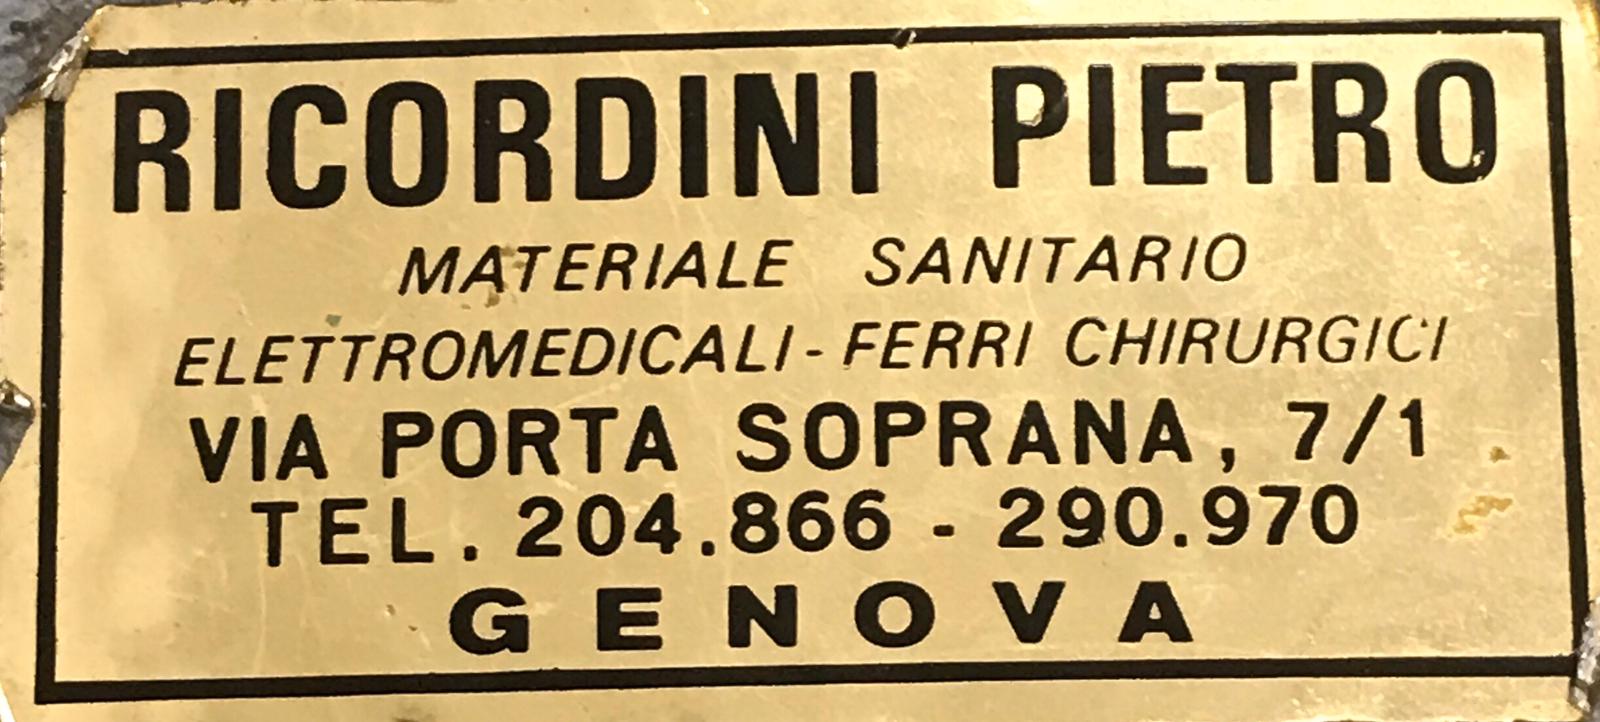 RICORDINI PIETRO
MATERIALE SANITARIO
ELETTROMEDICALI - FERRI CHIRURGICI
VIA PORTA SOPRANA, 7/1
TEL. 204.866 - 290.970
GENOVA